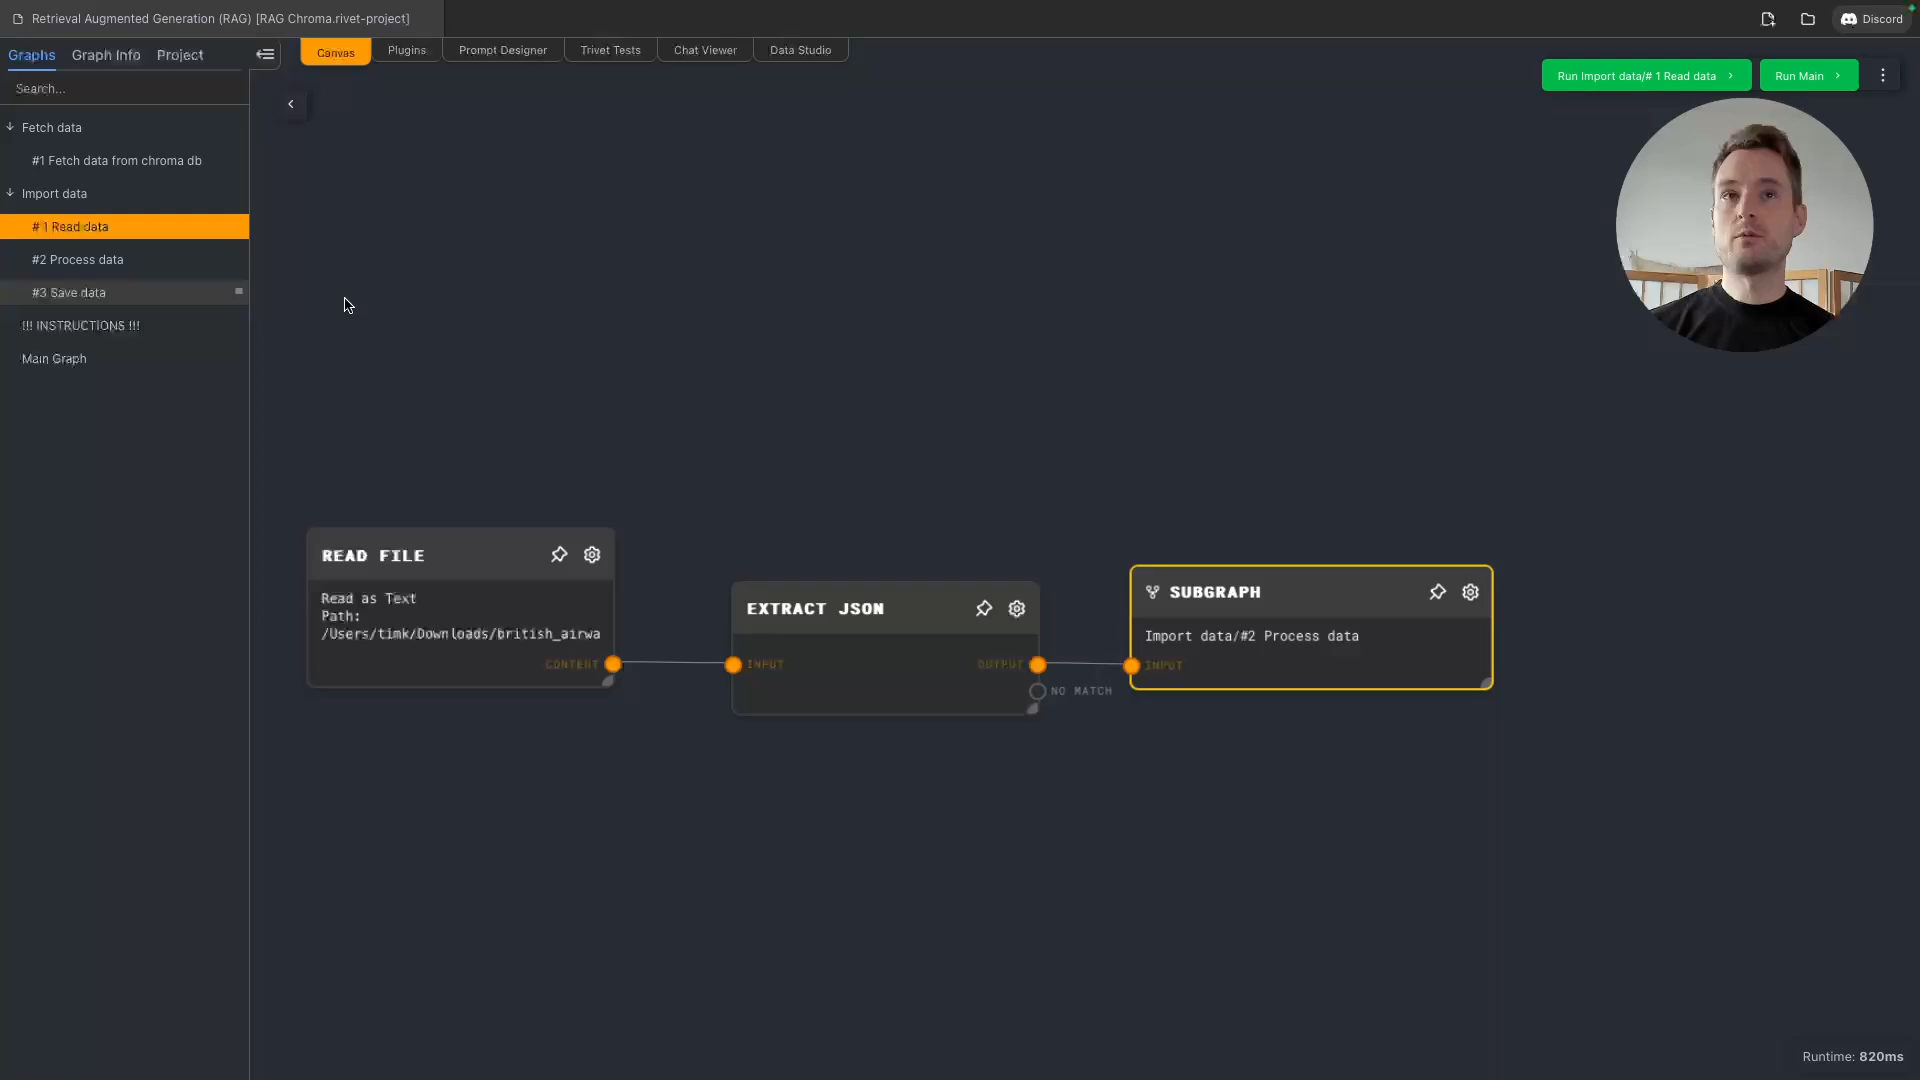 Retrieval Augmented Generation (RAG) [RAG Chroma.rivet-project]
Discord
Graphs Graph Info Project
Canvas Plugins Prompt Designer Trivet Tests Chat Viewer Data Studio
Run Import data/# 1 Read data Run Main
Search...
Fetch data
#1 Fetch data from chroma db
Import data
# 1 Read data
#2 Process data
#3 Save data
!!! INSTRUCTIONS !!!
Main Graph
READ FILE
Read as Text
Path:
/Users/timk/Downloads/british_airwa
CONTENT
EXTRACT JSON
INPUT
OUTPUT
NO MATCH
SUBGRAPH
Import data/#2 Process data
INPUT
Runtime: 820ms